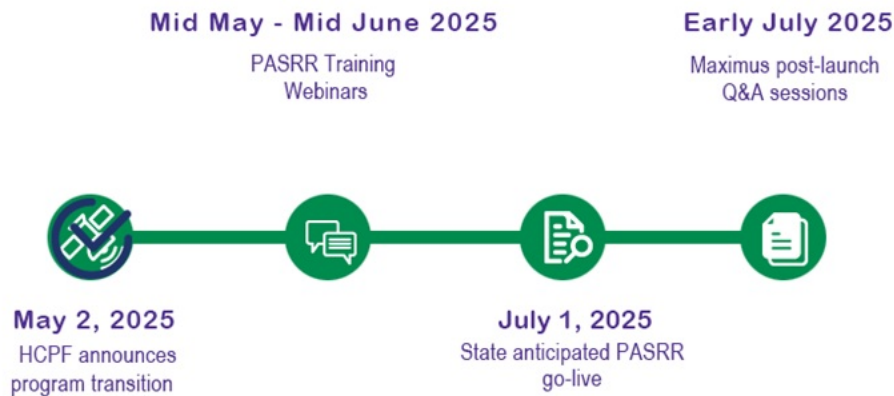 Mid May - Mid June 2025
PASRR Training
Webinars
Early July 2025
Maximus post-launch
Q&A sessions
May 2, 2025
HCPF announces
program transition
July 1, 2025
State anticipated PASRR
go-live